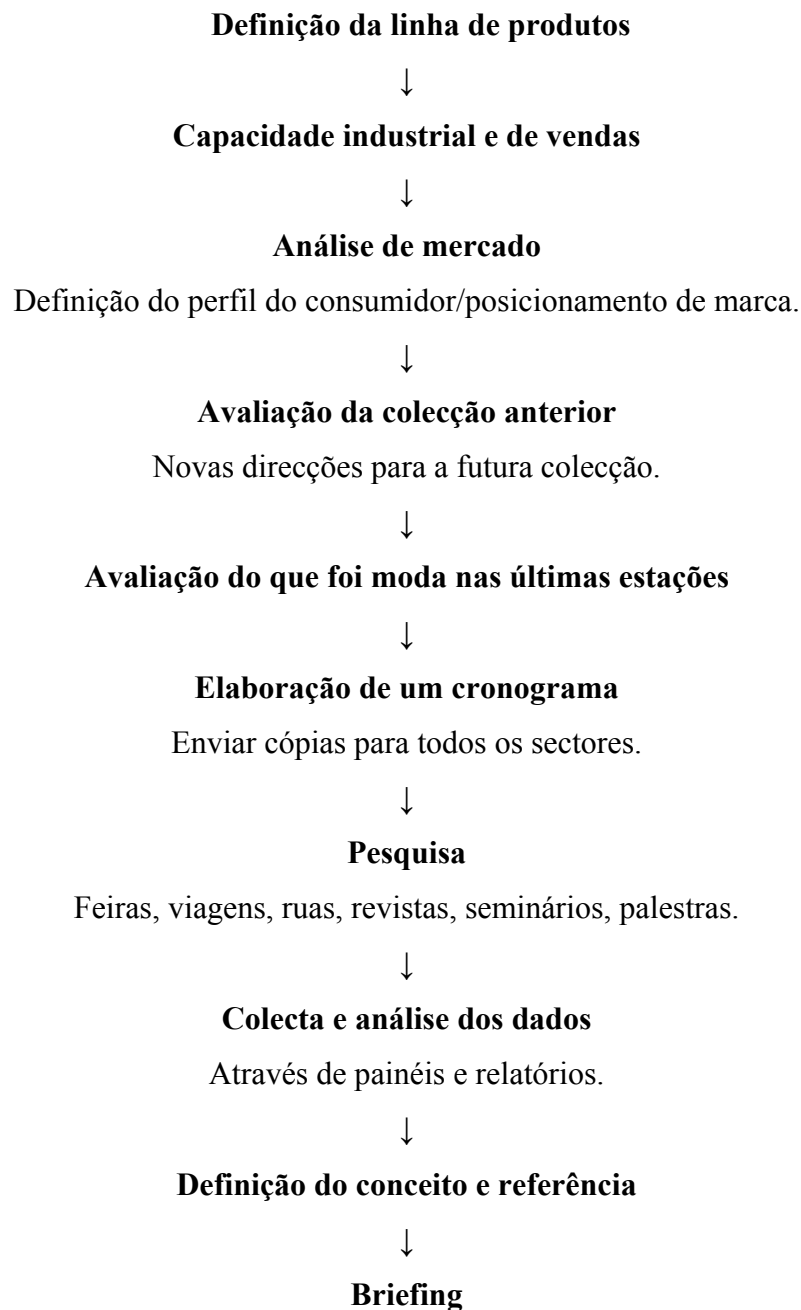 Definição da linha de produtos
↓
Capacidade industrial e de vendas
↓
Análise de mercado
Definição do perfil do consumidor/posicionamento de marca.
↓
Avaliação da colecção anterior
Novas direcções para a futura colecção.
↓
Avaliação do que foi moda nas últimas estações
↓
Elaboração de um cronograma
Enviar cópias para todos os sectores.
↓
Pesquisa
Feiras, viagens, ruas, revistas, seminários, palestras.
↓
Colecta e análise dos dados
Através de painéis e relatórios.
↓
Definição do conceito e referência
↓
Briefing